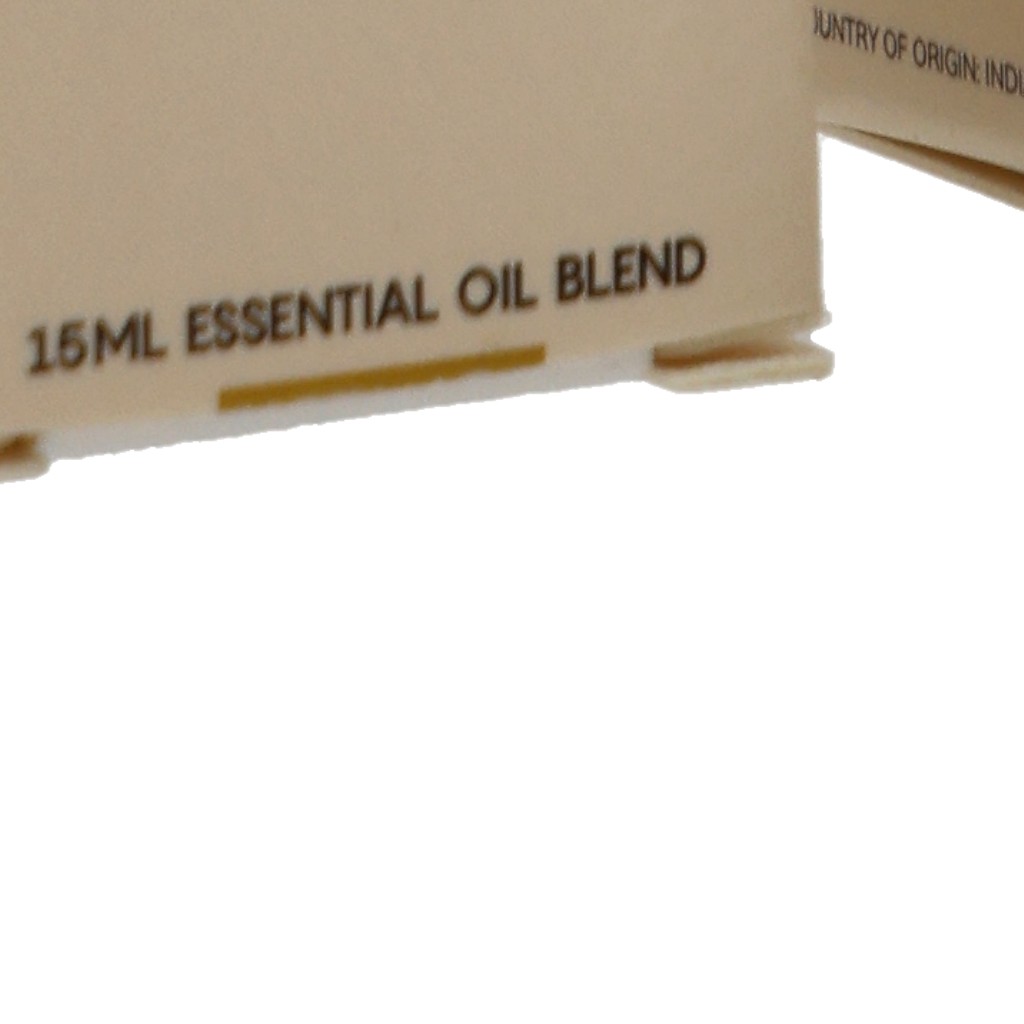 15ML ESSENTIAL OIL BLEND
OUNTRY OF ORIGIN: INDI